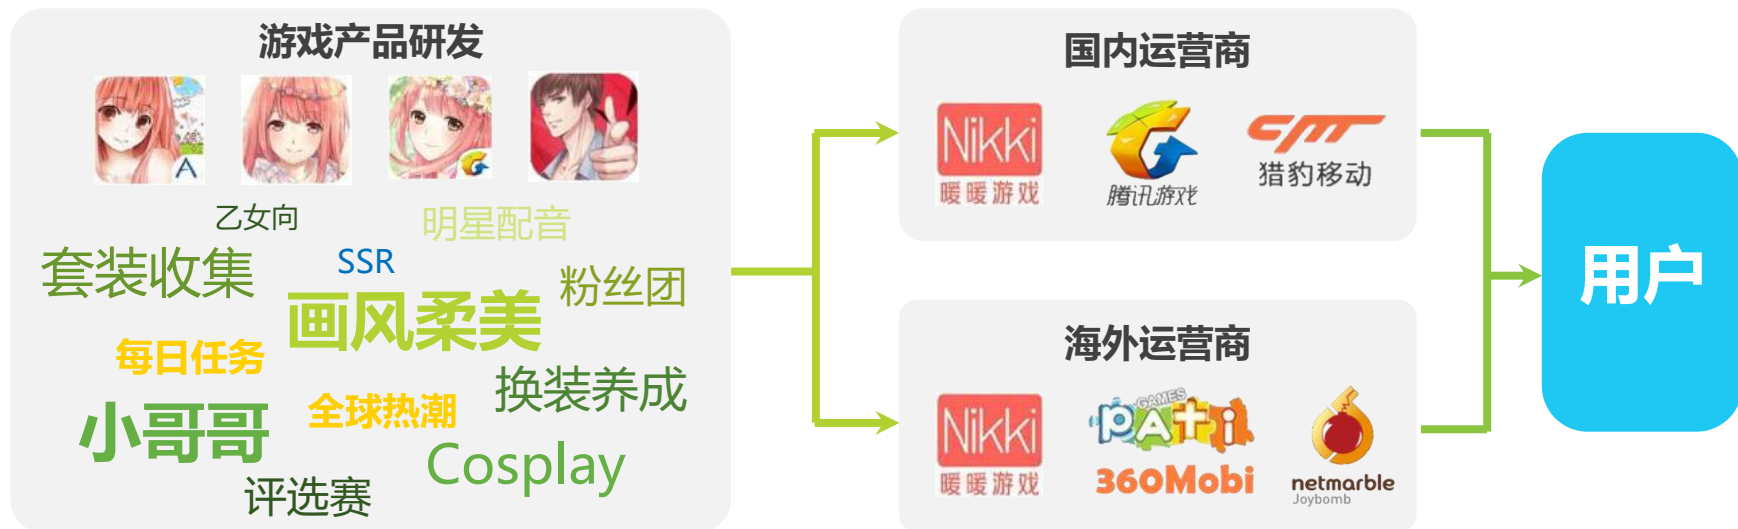 游戏产品研发
A
乙女向
明星配音
套装收集
SSR
粉丝团
画风柔美
每日任务
换装养成
小哥哥
全球热潮
Cosplay
评选赛
国内运营商
Nikki
暖暖游戏
腾讯游戏
CM
猎豹移动
海外运营商
Nikki
暖暖游戏
GAMES
pATi
360Mobi
netmarble
Joybomb
用户